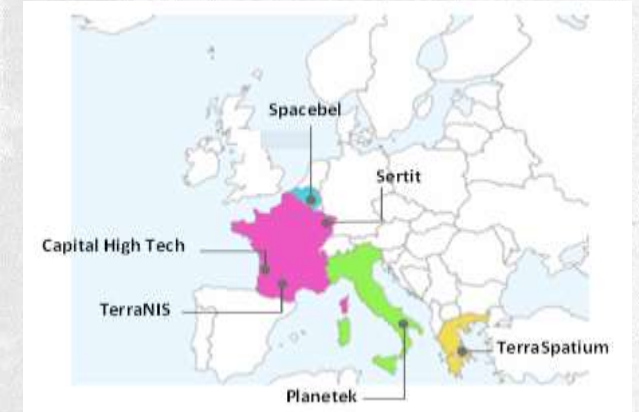 Spacebel
Sertit
Capital High Tech
TerraNIS
TerraSpatium
Planetek